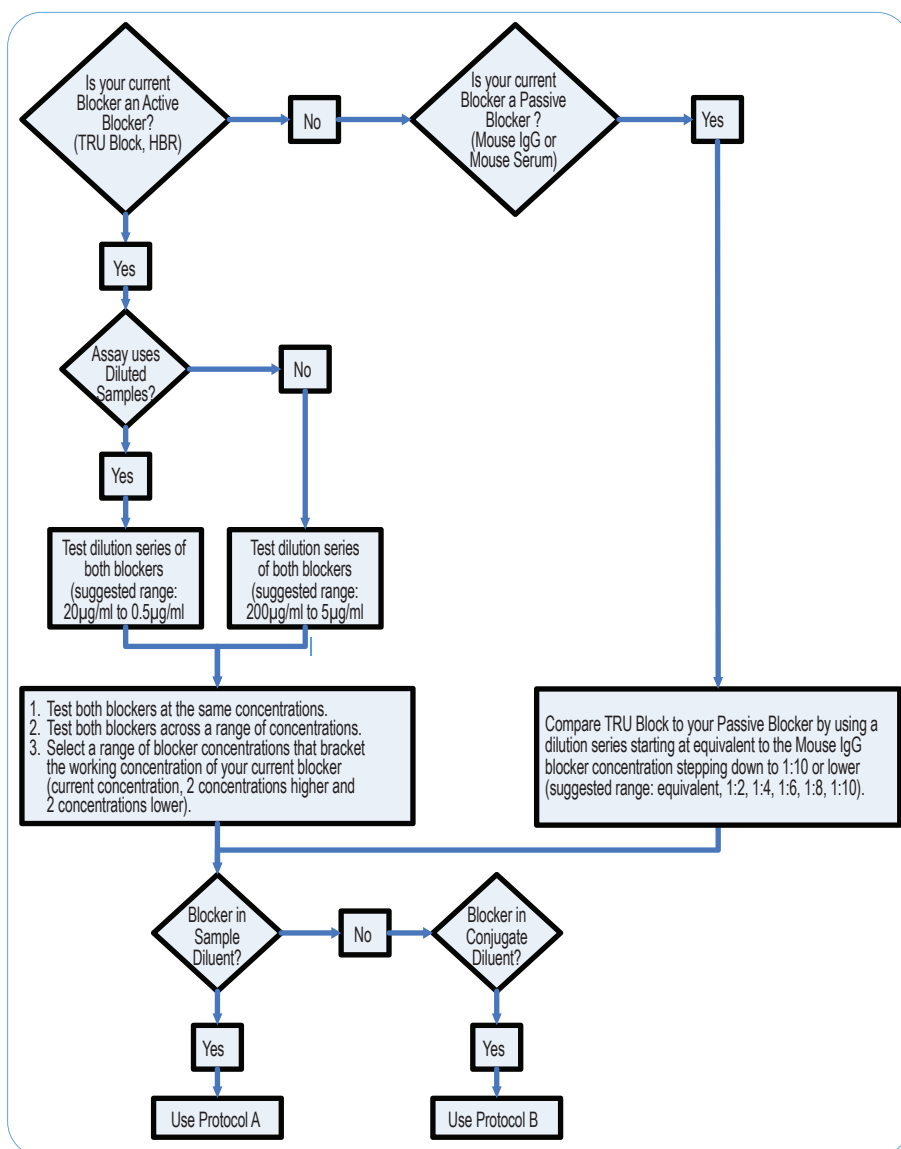 Is your current
Blocker an Active
Blocker?
(TRU Block, HBR)
No
Is your current
Blocker a Passive
Blocker ?
(Mouse IgG or
Mouse Serum)
Yes
Yes
Assay uses
Diluted
Samples?
No
Yes
Test dilution series of
both blockers
(suggested range:
20µg/ml to 0.5µg/ml
Test dilution series
of both blockers
(suggested range:
200µg/ml to 5µg/ml
1. Test both blockers at the same concentrations.
2. Test both blockers across a range of concentrations.
3. Select a range of blocker concentrations that bracket
the working concentration of your current blocker
(current concentration, 2 concentrations higher and
2 concentrations lower).
Compare TRU Block to your Passive Blocker by using a
dilution series starting at equivalent to the Mouse IgG
blocker concentration stepping down to 1:10 or lower
(suggested range: equivalent, 1:2, 1:4, 1:6, 1:8, 1:10).
Blocker in
Sample
Diluent?
No
Blocker in
Conjugate
Diluent?
Yes
Yes
Use Protocol A
Use Protocol B